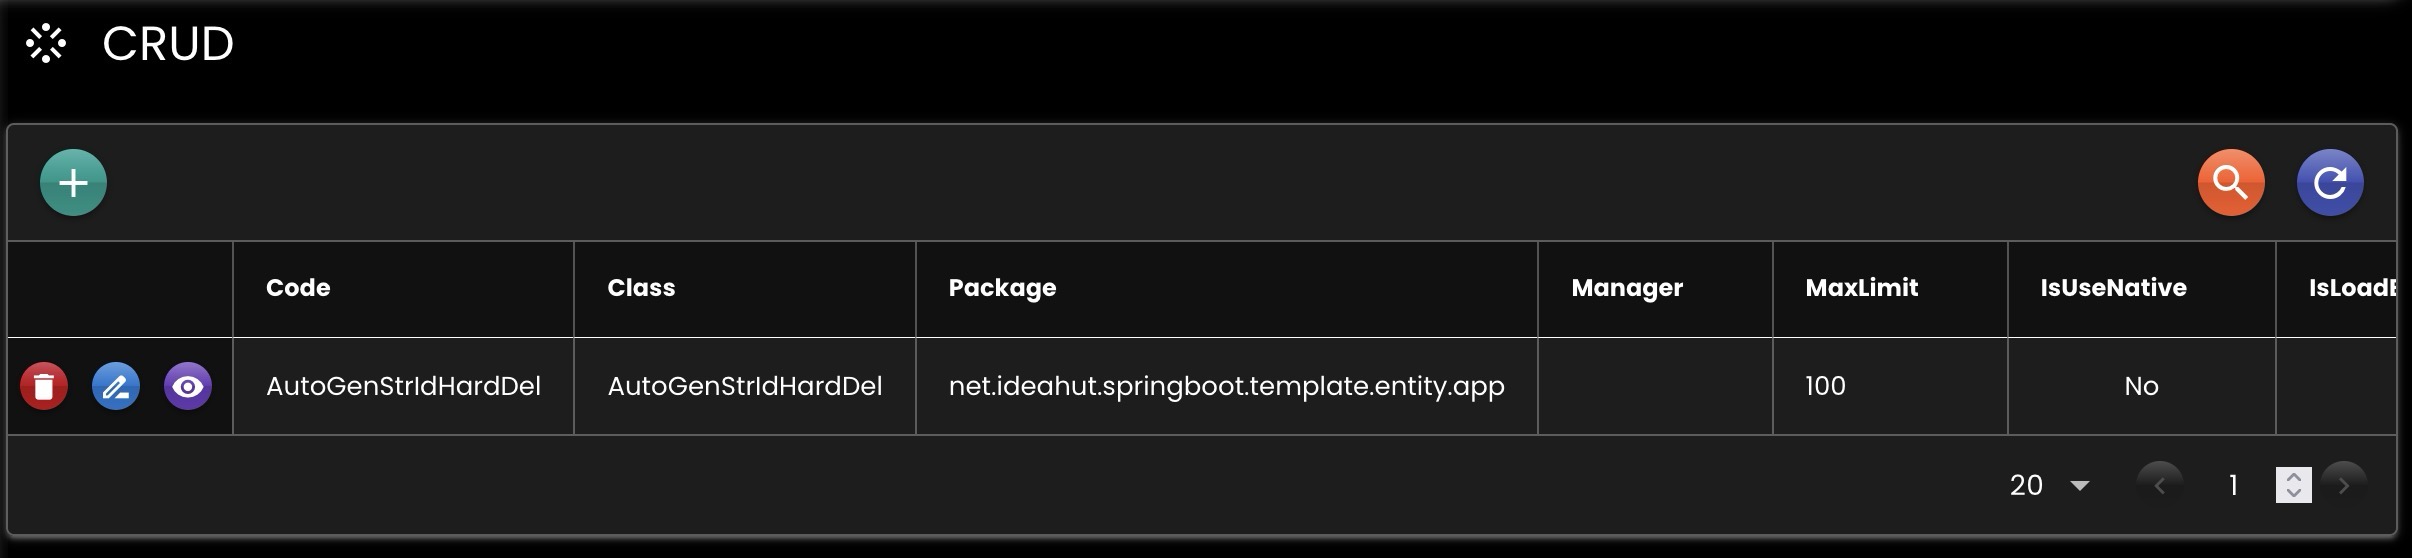 CRUD
Code Class Package Manager MaxLimit IsUseNative
AutoGenStrIdHardDel AutoGenStrIdHardDel net.ideahut.springboot.template.entity.app 100 No
20 1